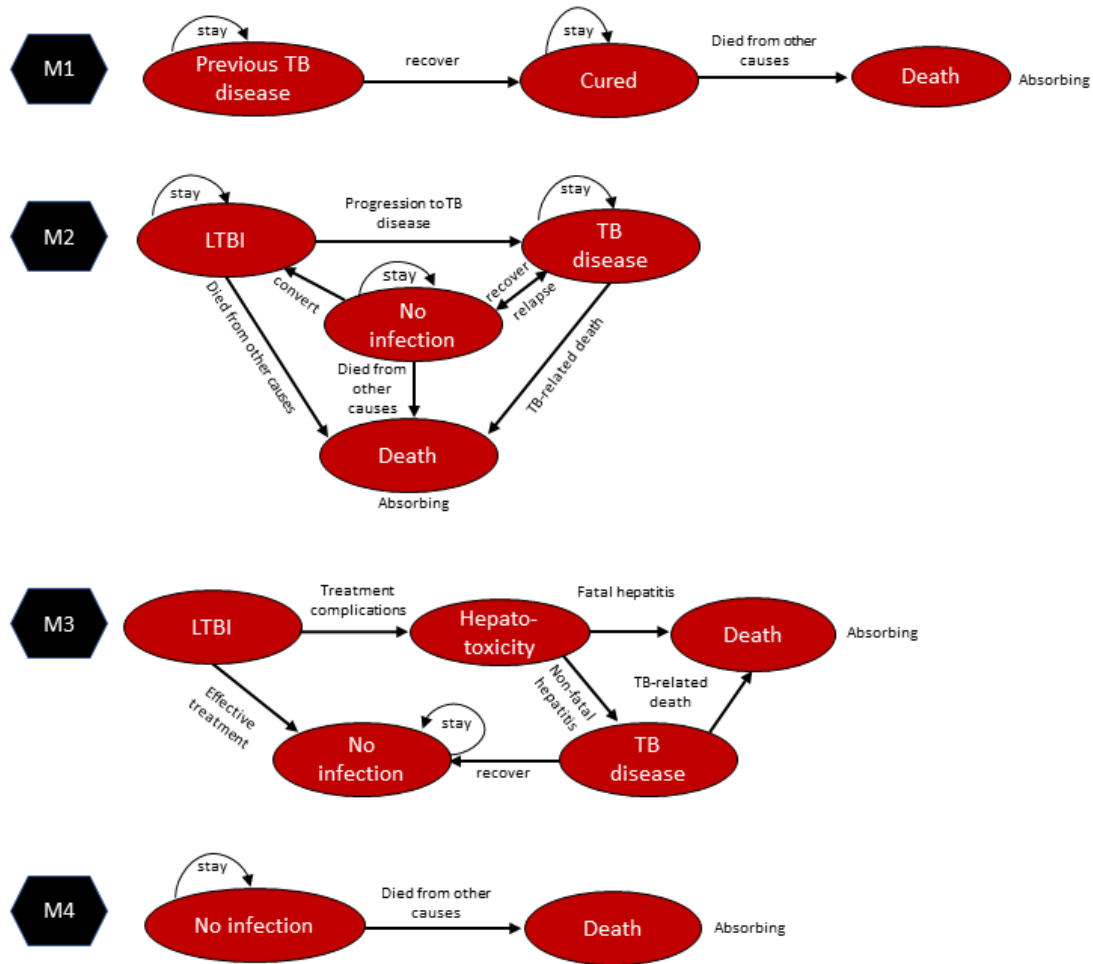 M1
stay
Previous TB
disease
recover
stay
Cured
Died from other
causes
Death
Absorbing
M2
stay
LTBI
Progression to TB
disease
stay
TB
disease
convert
stay
No
infection
recover
relapse
Died from other causes
Died from
other
causes
TB-related death
Death
Absorbing
M3
LTBI
Treatment
complications
Hepato-
toxicity
Fatal hepatitis
Death
Absorbing
Effective
treatment
No
infection
stay
recover
Non-fatal
hepatitis
TB-related
death
TB
disease
M4
stay
No infection
Died from other
causes
Death
Absorbing